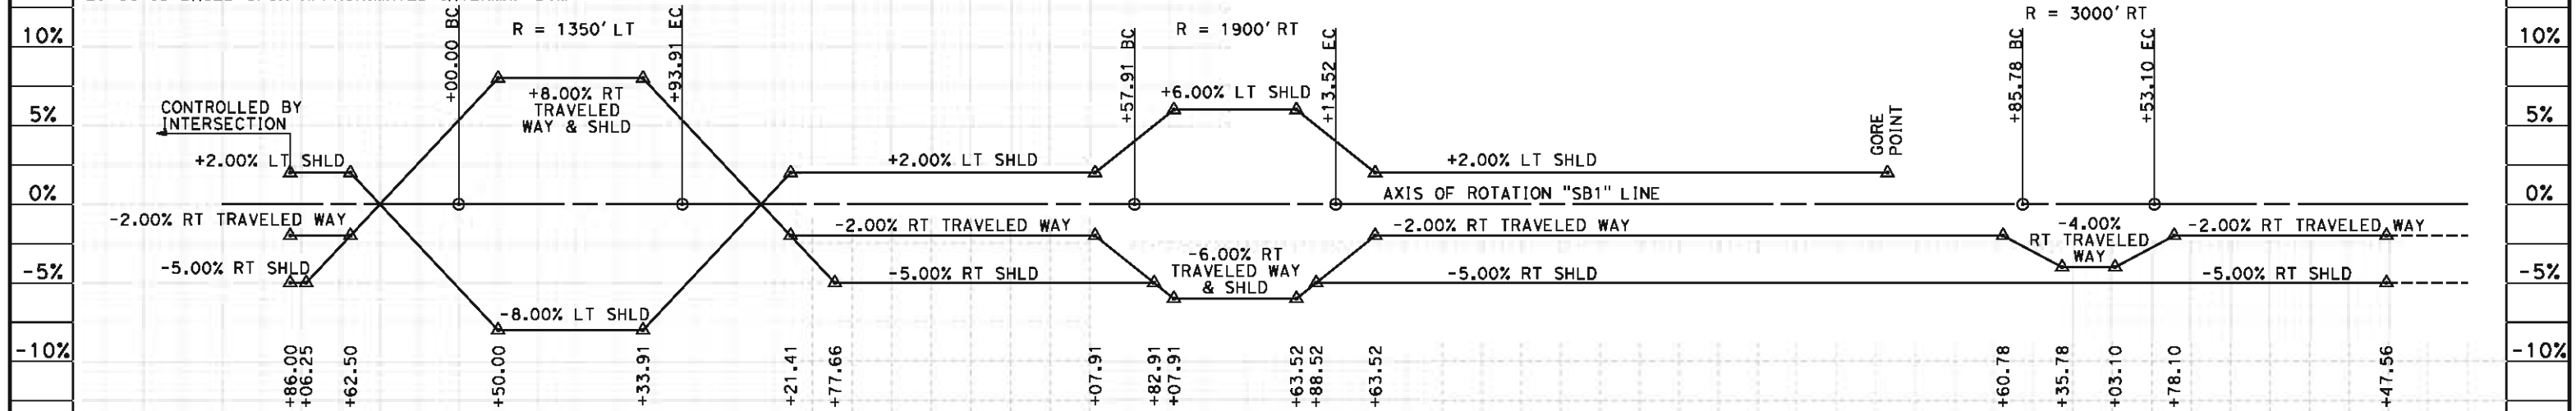 10%
5%
0%
-5%
-10%
+00.00 BC
R = 1350' LT
+93.91 EC
+57.91 BC
R = 1900' RT
+13.52 EC
R = 3000' RT
+85.78 BC
+53.10 EC
10%
5%
0%
-5%
-10%
CONTROLLED BY
INTERSECTION
+8.00% RT
TRAVELED
WAY & SHLD
+6.00% LT SHLD
GORE
POINT
+2.00% LT SHLD
+2.00% LT SHLD
+2.00% LT SHLD
AXIS OF ROTATION "SB1" LINE
-2.00% RT TRAVELED WAY
-2.00% RT TRAVELED WAY
-2.00% RT TRAVELED WAY
-4.00%
RT TRAVELED
WAY
-2.00% RT TRAVELED WAY
-5.00% RT SHLD
-5.00% RT SHLD
-6.00% RT
TRAVELED WAY
& SHLD
-5.00% RT SHLD
-5.00% RT SHLD
-8.00% LT SHLD
+86.00
+06.25
+62.50
+50.00
+33.91
+21.41
+77.66
+07.91
+82.91
+07.91
+63.52
+88.52
+63.52
+60.78
+35.78
+03.10
+78.10
+47.56